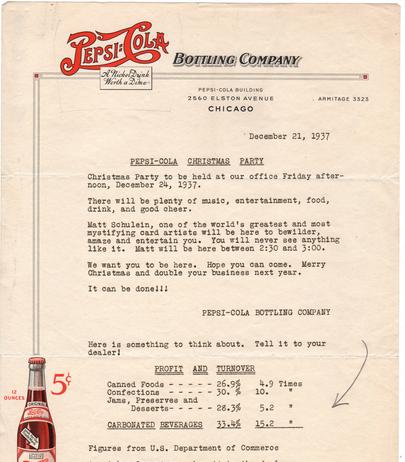 PEPSI-COLA
A Nickel Drink
Worth a Dime
BOTTLING COMPANY
PEPSI-COLA BUILDING
2560 ELSTON AVENUE
ARMITAGE 3323
CHICAGO
December 21, 1937
PEPSI-COLA CHRISTMAS PARTY
Christmas Party to be held at our office Friday after-
noon, December 24, 1937.
There will be plenty of music, entertainment, food,
drink, and good cheer.
Matt Schulein, one of the world's greatest and most
mystifying card artists will be here to bewilder,
amaze and entertain you. You will never see anything
like it. Matt will be here between 2:30 and 3:00.
We want you to be here. Hope you can come. Merry
Christmas and double your business next year.
It can be done!!!
PEPSI-COLA BOTTLING COMPANY
Here is something to think about. Tell it to your
dealer!
PROFIT AND TURNOVER
Canned Foods - - - - - 26.9% 4.9 Times
Confections - - - - - 30. % 10. "
Jams, Preserves and
Desserts- - - - - 28.3% 5.2 "
CARBONATED BEVERAGES 33.4% 15.2 "
12
OUNCES
5¢
Figures from U.S. Department of Commerce